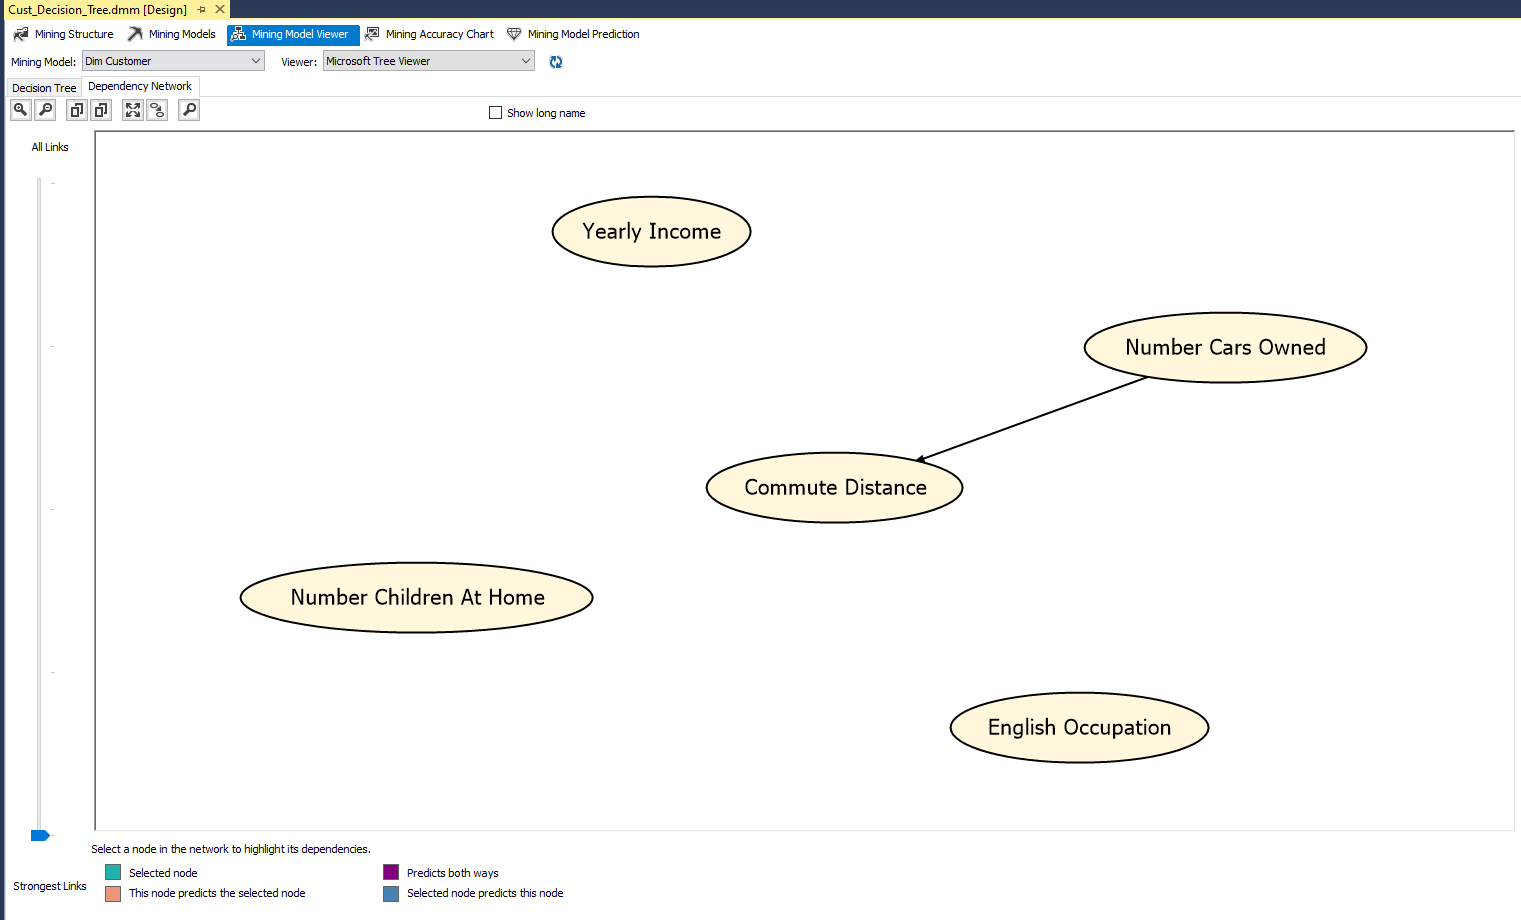 Cust_Decision_Tree.dmm [Design]
Mining Structure Mining Models Mining Model Viewer Mining Accuracy Chart Mining Model Prediction
Mining Model: Dim Customer Viewer: Microsoft Tree Viewer
Decision Tree Dependency Network
Show long name
All Links
Yearly Income
Number Cars Owned
Commute Distance
Number Children At Home
English Occupation
Select a node in the network to highlight its dependencies.
Selected node Predicts both ways
Strongest Links
This node predicts the selected node Selected node predicts this node